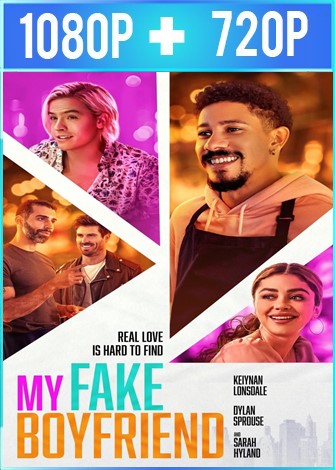 1080P + 720P
REAL LOVE
IS HARD TO FIND
MY FAKE
BOYFRIEND
KEIYNAN
LONSDALE
DYLAN
SPROUSE
AND
SARAH
HYLAND